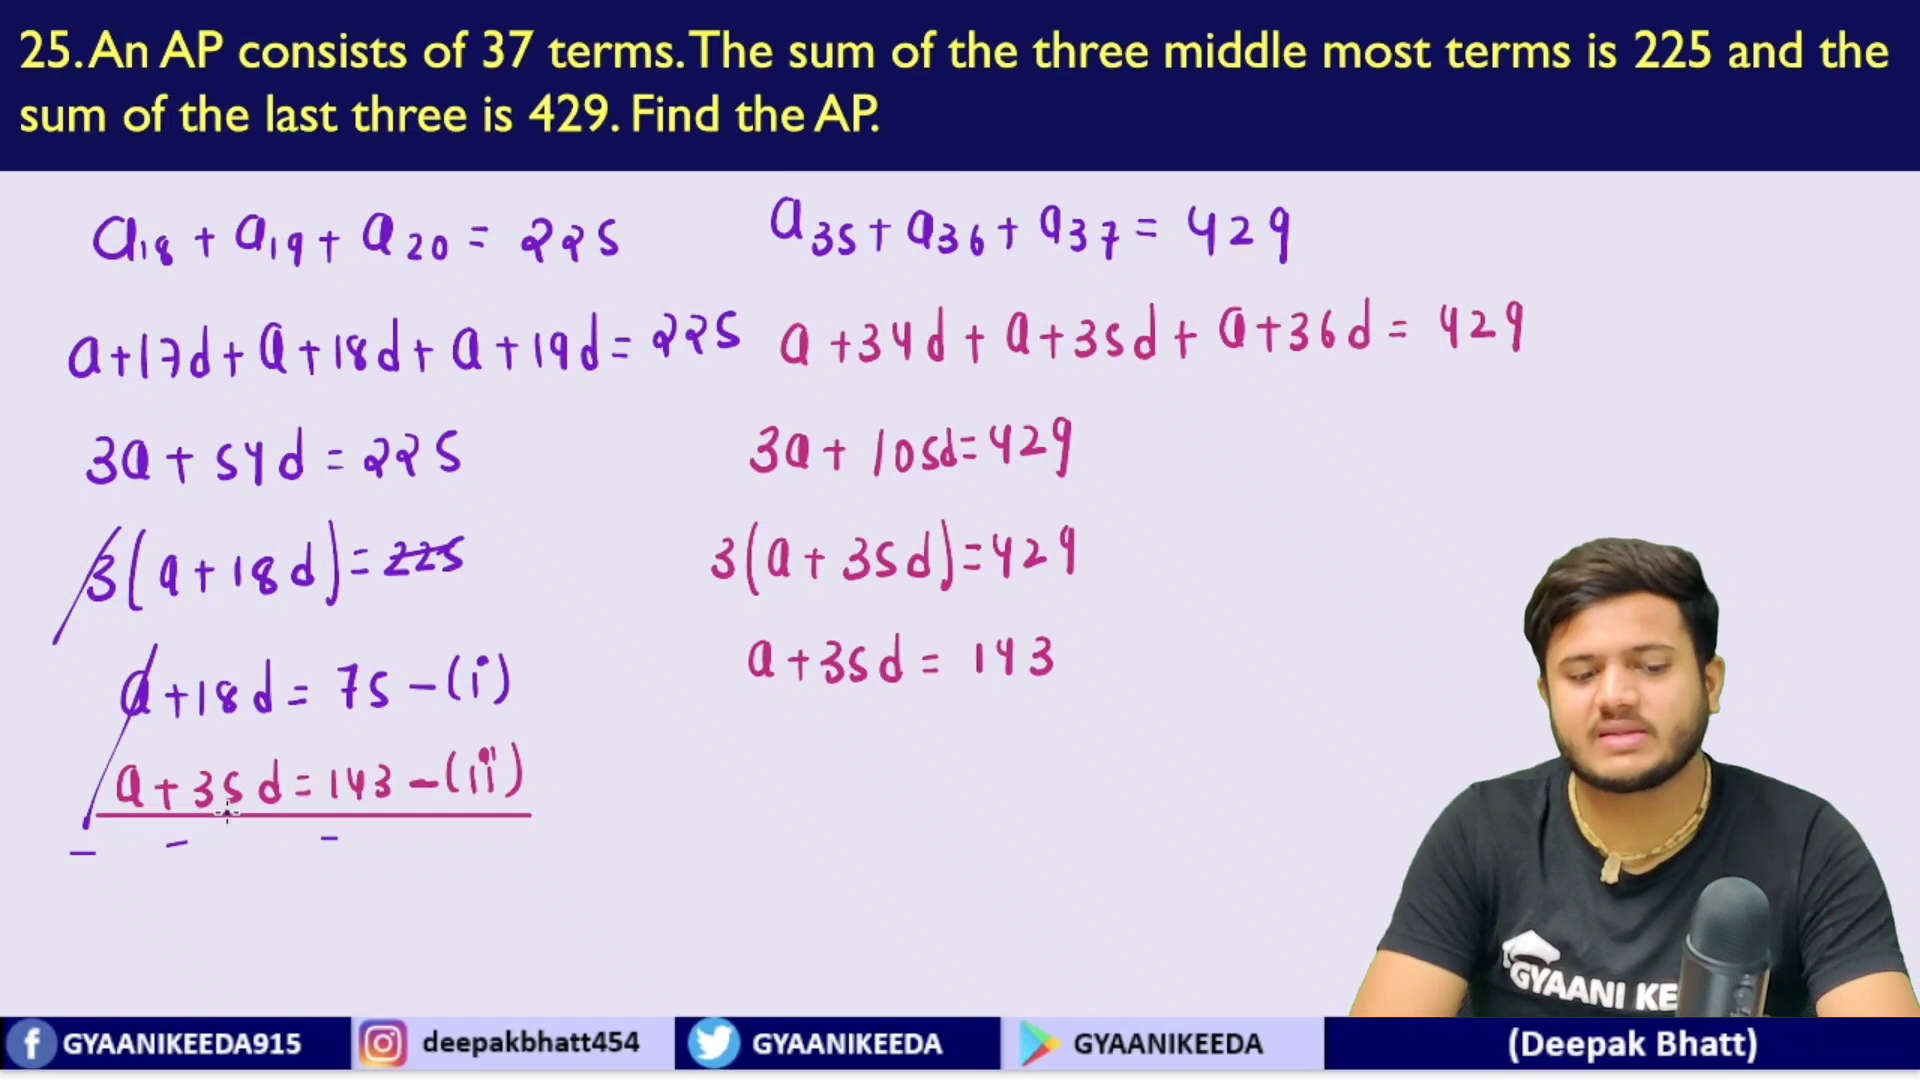 25. An AP consists of 37 terms. The sum of the three middle most terms is 225 and the
sum of the last three is 429. Find the AP.
a18 + a19 + a20 = 225
a+17d + a+18d + a+19d = 225
3a + 54d = 225
3(a+18d) = 225
a+18d = 75 -(i)
a+35d = 143 -(ii)
- - -
a35 + a36 + a37 = 429
a+34d + a+35d + a+36d = 429
3a + 105d = 429
3(a+35d) = 429
a+35d = 143
GYAANI KE
GYAANIKEEDA915
deepakbhatt454
GYAANIKEEDA
GYAANIKEEDA
(Deepak Bhatt)